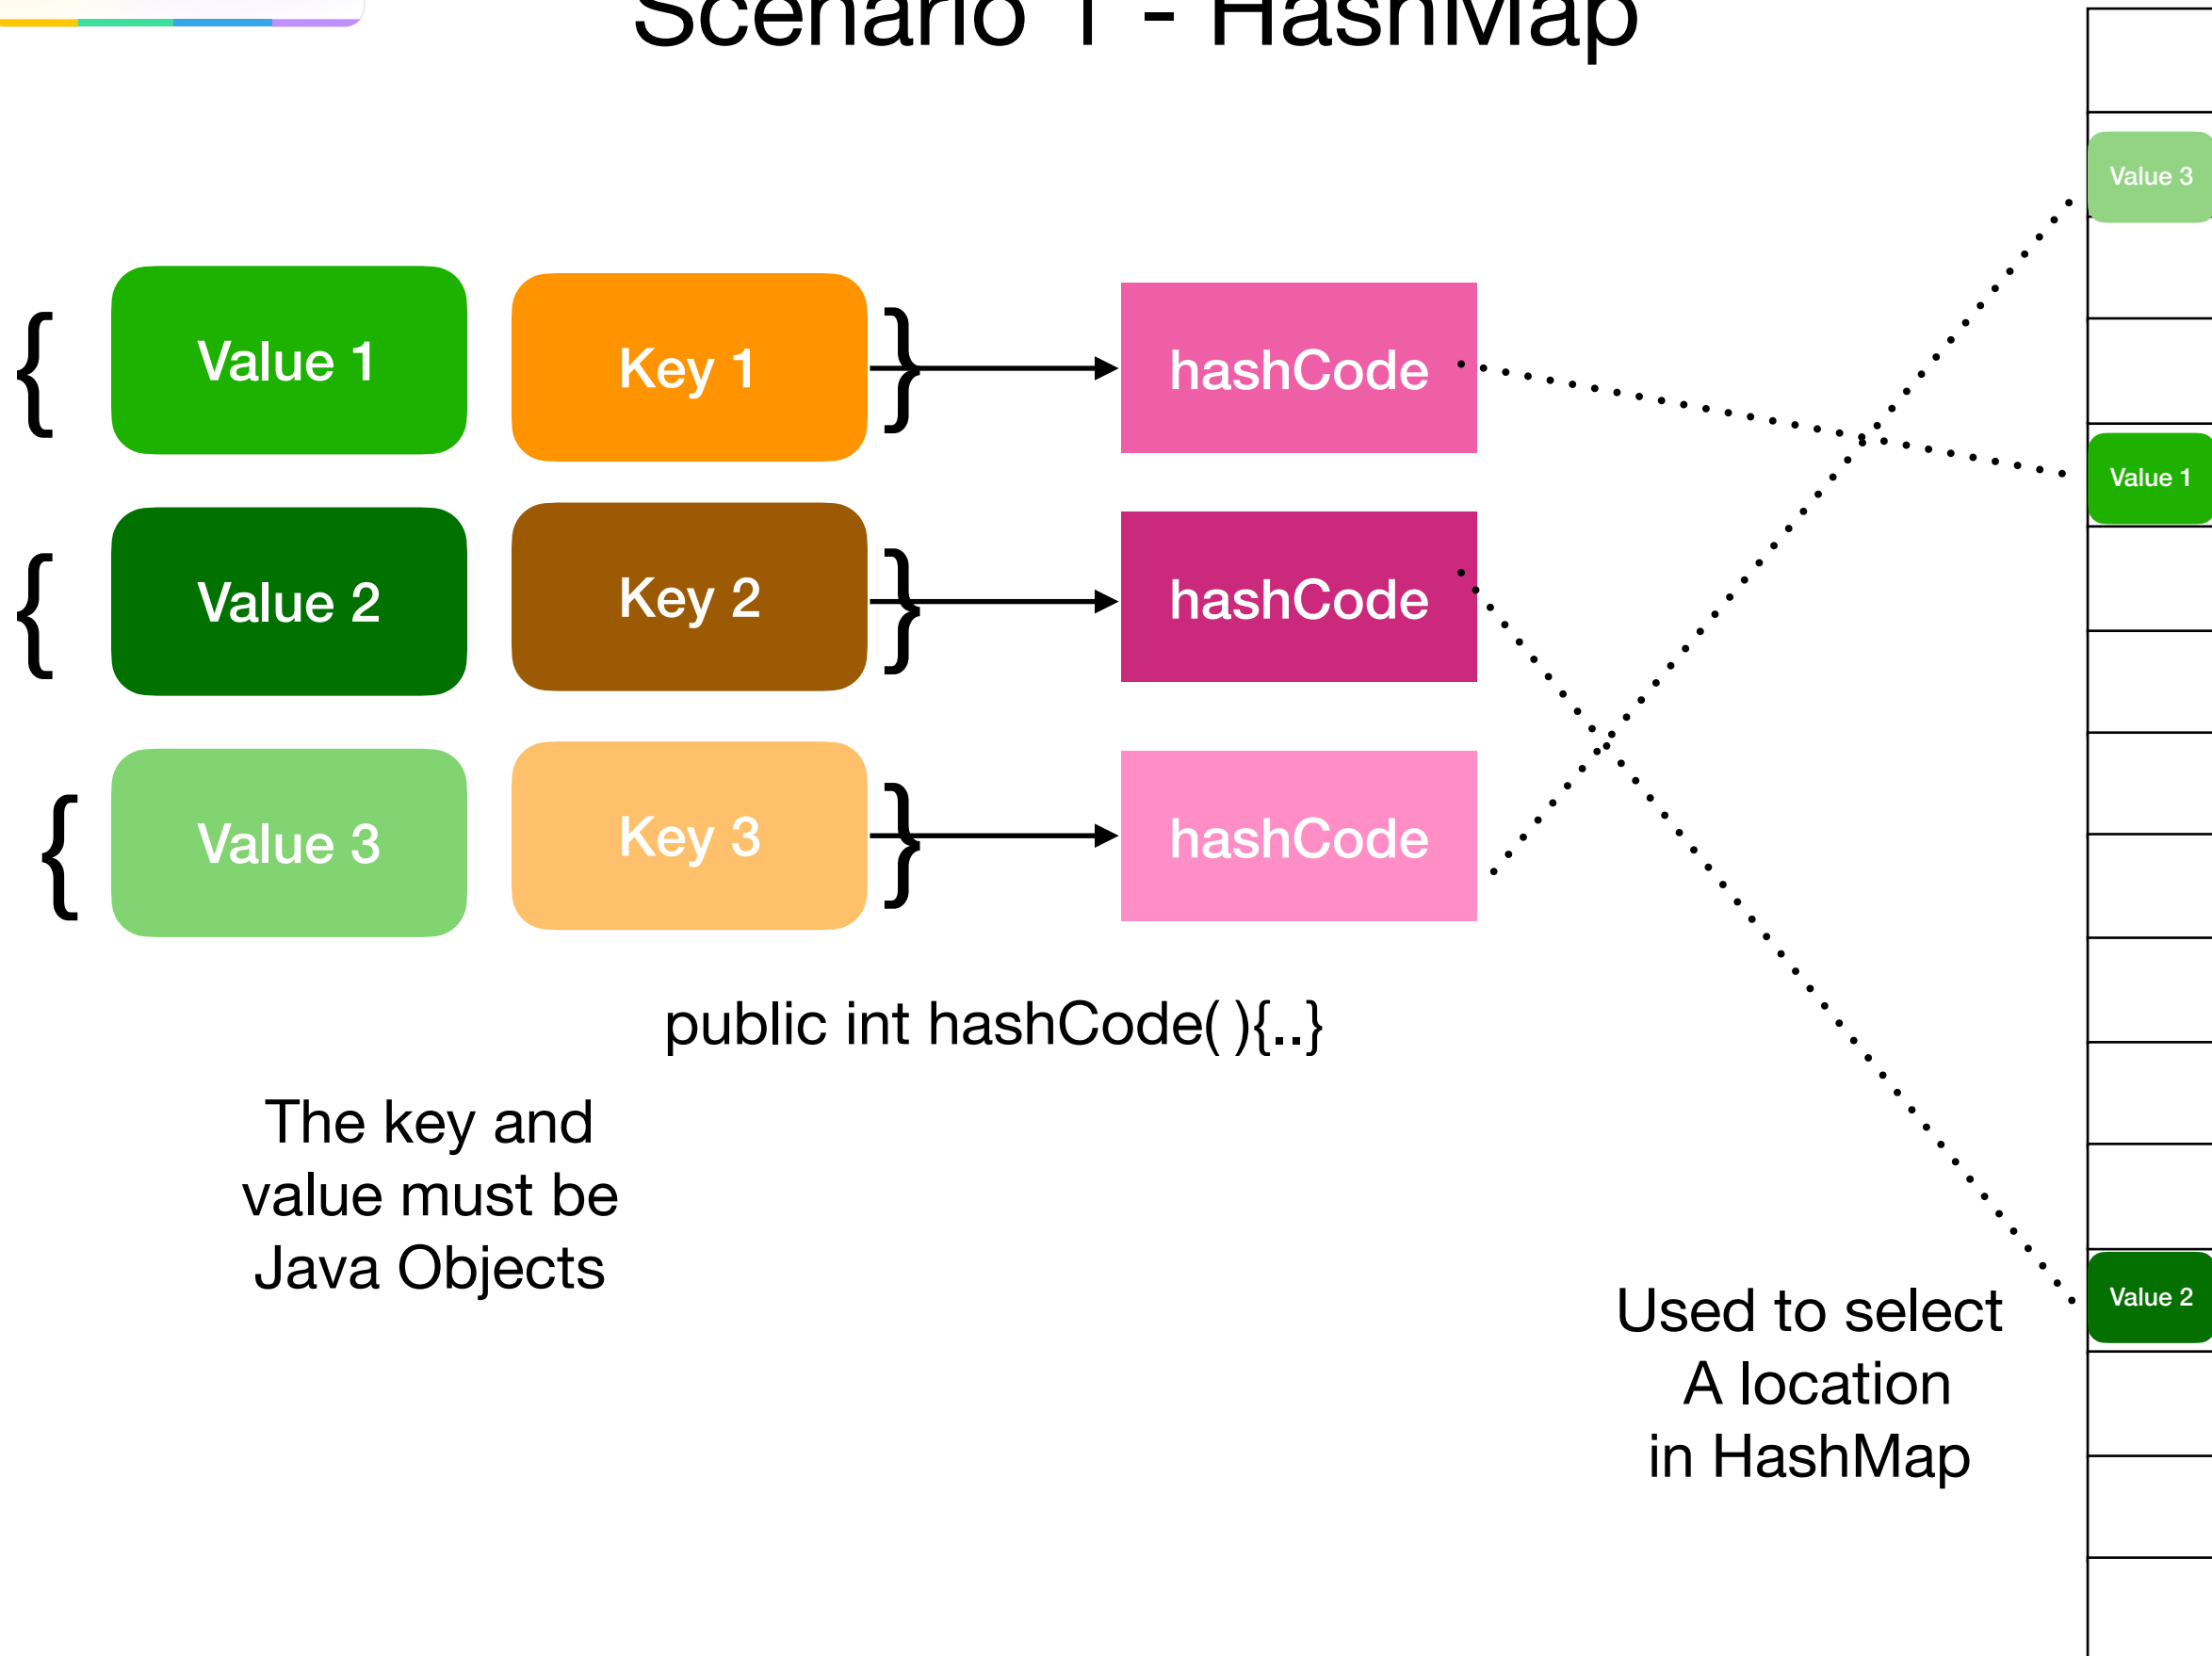 Scenario 1 - HashMap
Value 3
{ Value 1 Key 1 } hashCode
Value 1
{ Value 2 Key 2 } hashCode
{ Value 3 Key 3 } hashCode
public int hashCode( ){..}
The key and
value must be
Java Objects
Value 2
Used to select
A location
in HashMap